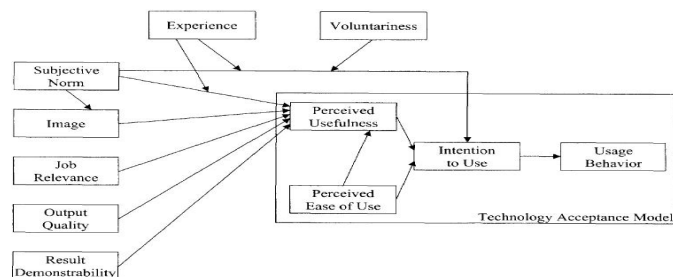 Experience
Voluntariness
Subjective
Norm
Image
Job
Relevance
Output
Quality
Result
Demonstrability
Perceived
Usefulness
Perceived
Ease of Use
Intention
to Use
Usage
Behavior
Technology Acceptance Model